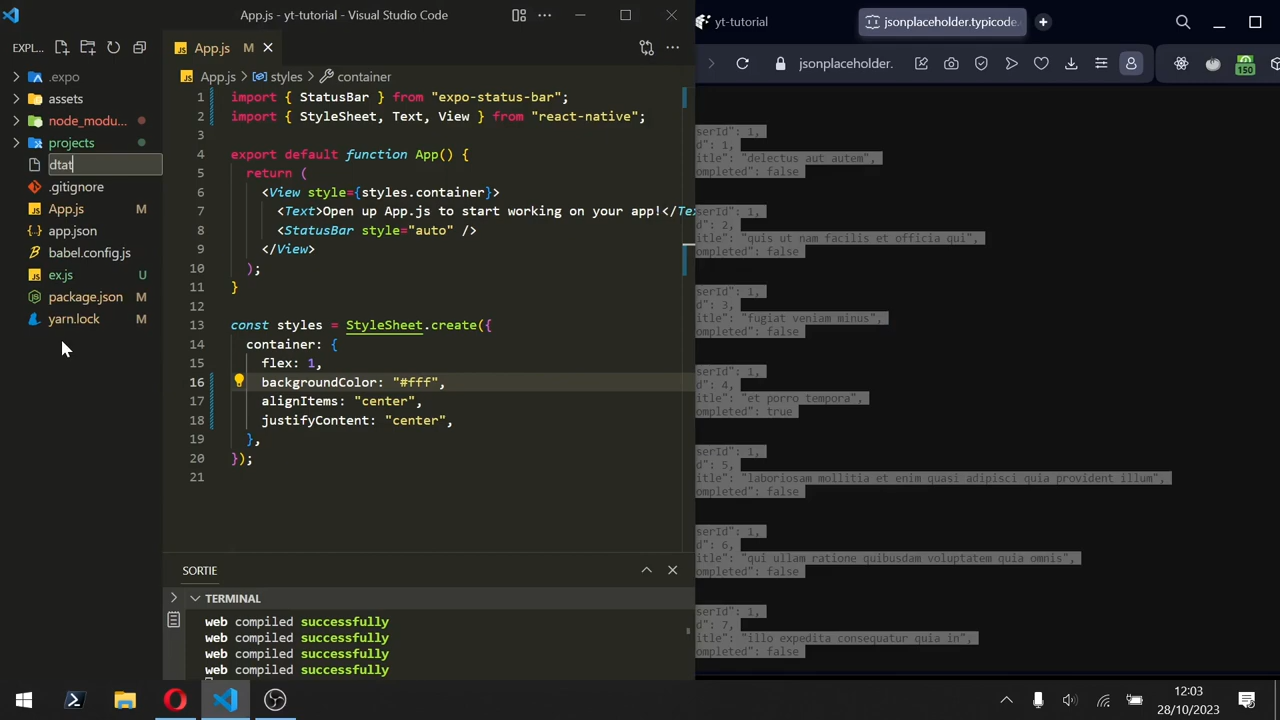 App.js - yt-tutorial - Visual Studio Code
EXPL...
.expo
assets
node_modu...
projects
dtat
.gitignore
App.js M
app.json
babel.config.js
ex.js U
package.json M
yarn.lock M
App.js M
App.js > styles > container
1 import { StatusBar } from "expo-status-bar";
2 import { StyleSheet, Text, View } from "react-native";
3
4 export default function App() {
5 return (
6 <View style={styles.container}>
7 <Text>Open up App.js to start working on your app!</Te
8 <StatusBar style="auto" />
9 </View>
10 );
11 }
12
13 const styles = StyleSheet.create({
14 container: {
15 flex: 1,
16 backgroundColor: "#fff",
17 alignItems: "center",
18 justifyContent: "center",
19 },
20 });
21
SORTIE
TERMINAL
web compiled successfully
web compiled successfully
web compiled successfully
web compiled successfully
yt-tutorial
jsonplaceholder.typicode.
jsonplaceholder.
150
serId": 1,
d": 1,
itle": "delectus aut autem",
ompleted": false
serId": 1,
d": 2,
itle": "quis ut nam facilis et officia qui",
ompleted": false
serId": 1,
d": 3,
itle": "fugiat veniam minus",
ompleted": false
serId": 1,
d": 4,
itle": "et porro tempora",
ompleted": true
serId": 1,
d": 5,
itle": "laboriosam mollitia et enim quasi adipisci quia provident illum",
ompleted": false
serId": 1,
d": 6,
itle": "qui ullam ratione quibusdam voluptatem quia omnis",
ompleted": false
serId": 1,
d": 7,
itle": "illo expedita consequatur quia in",
ompleted": false
12:03
28/10/2023